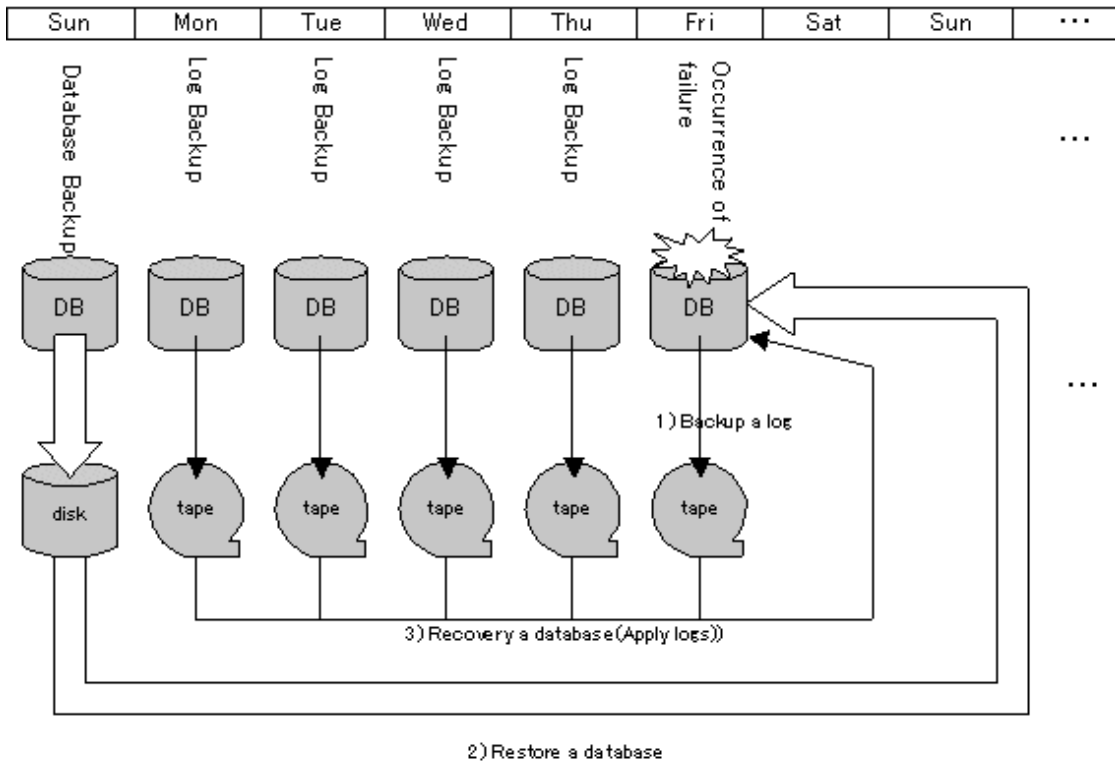 Sun Mon Tue Wed Thu Fri Sat Sun ...
Database Backup
Log Backup
Log Backup
Log Backup
Log Backup
Occurrence of
failure
...
DB DB DB DB DB DB
...
1)Backup a log
disk tape tape tape tape tape
3)Recovery a database(Apply logs))
2)Restore a database